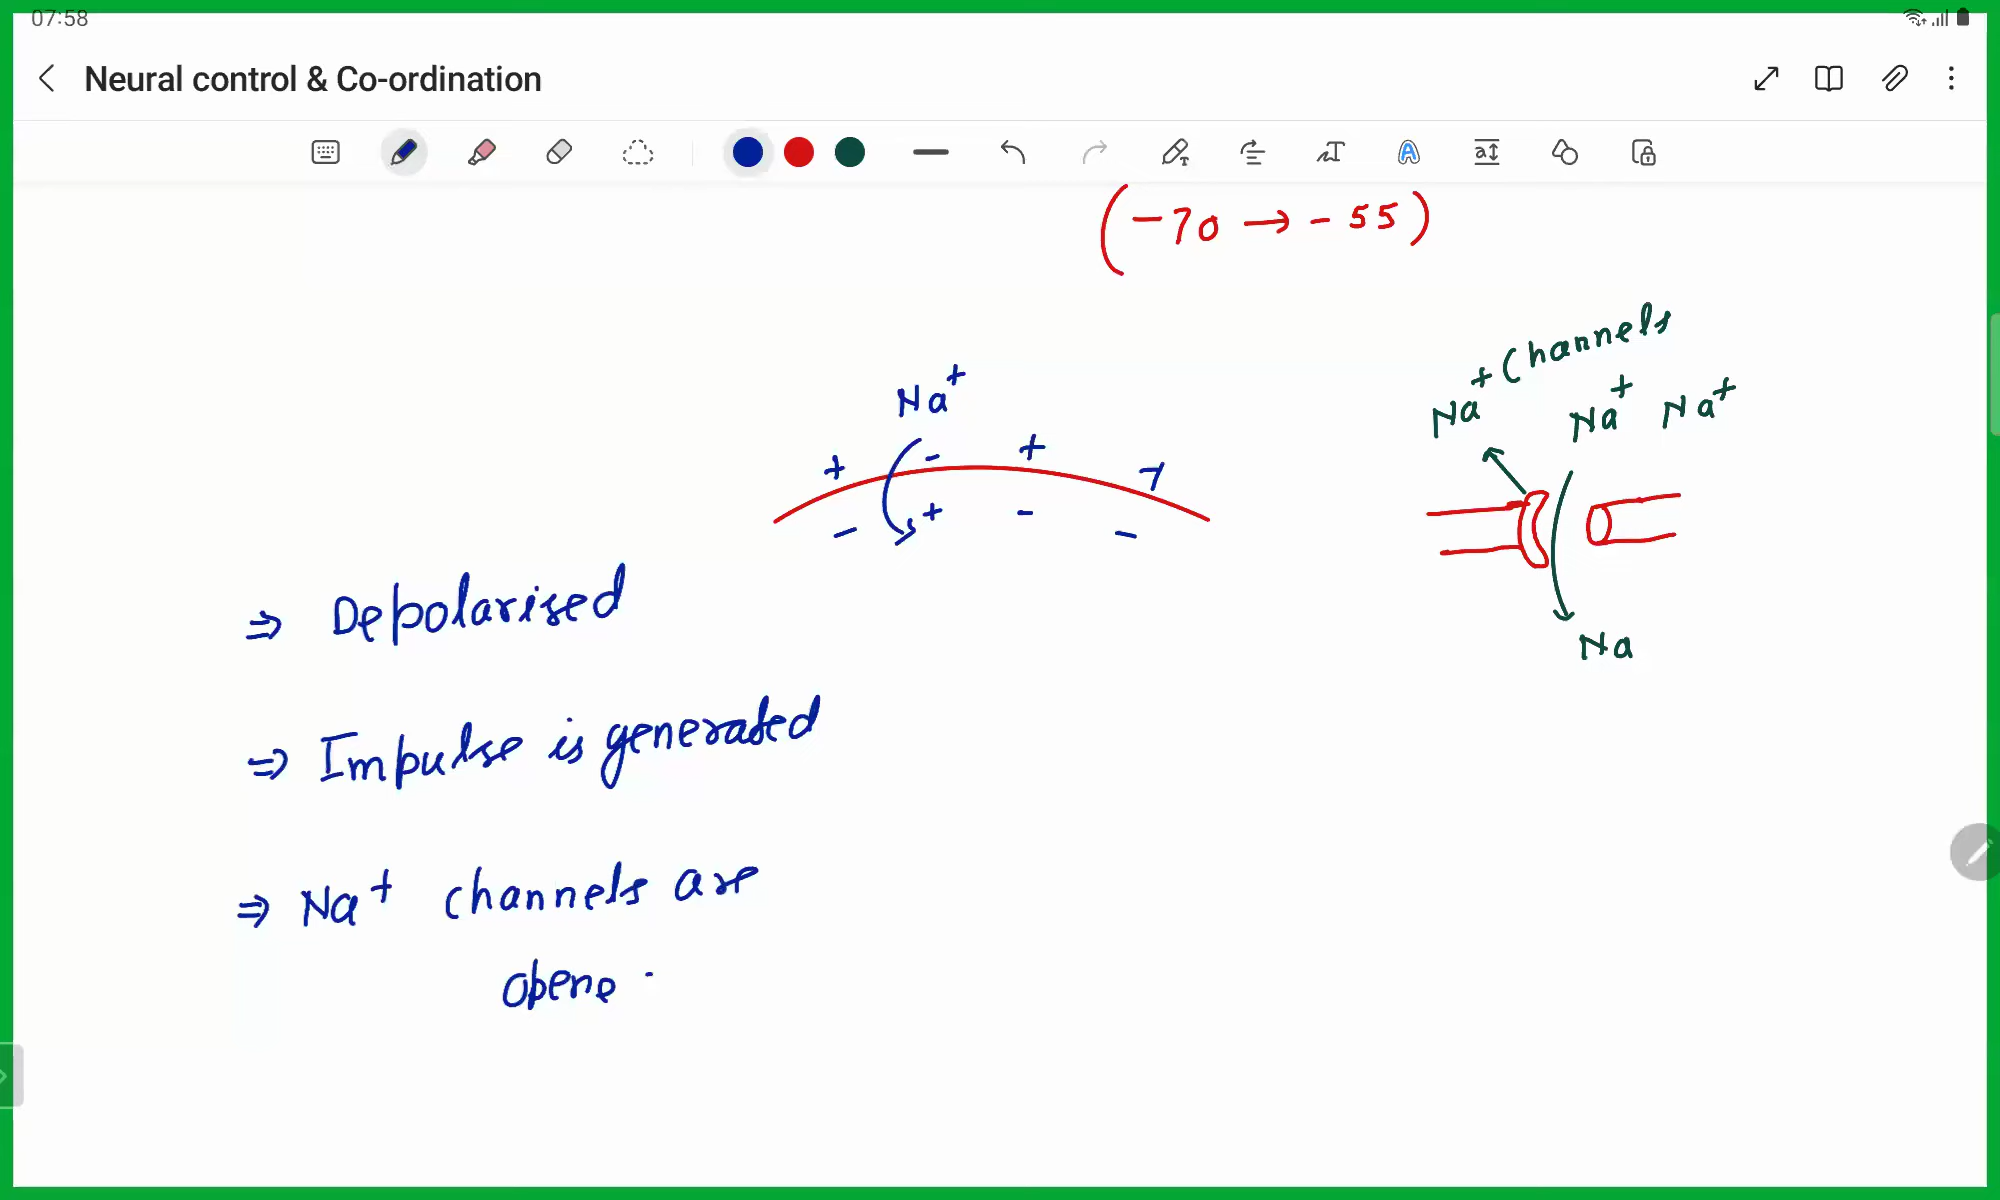 07:58
Neural control & Co-ordination
(-70 → -55)
Na⁺ Channels
Na⁺ Na⁺
Na⁺
+ - + +
- + - -
Na
⇒ Depolarised
⇒ Impulse is generated
⇒ Na⁺ channels are
opene